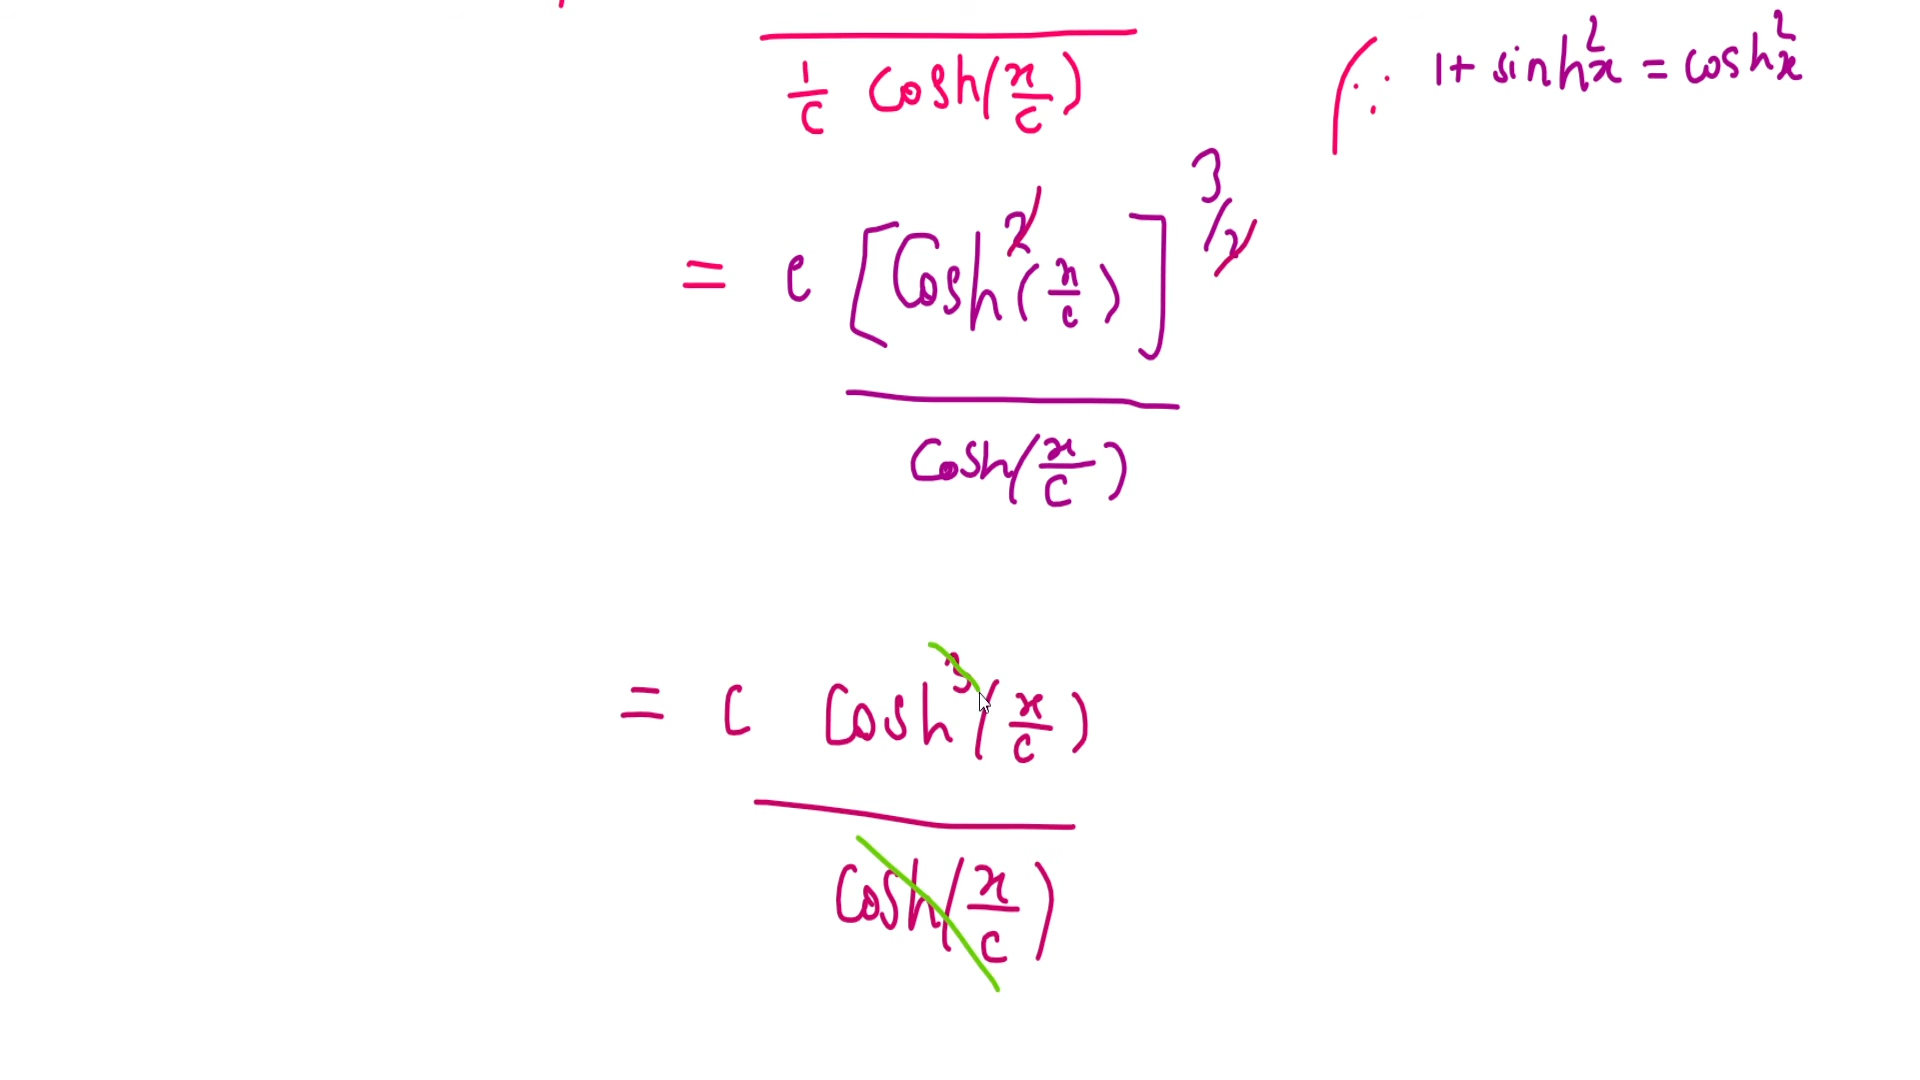 1/c Cosh(x/c) (∵ 1 + sinh²x = cosh²x
= c [Cosh²(x/c)]^3/2
Cosh(x/c)
= c Cosh³(x/c)
Cosh(x/c)